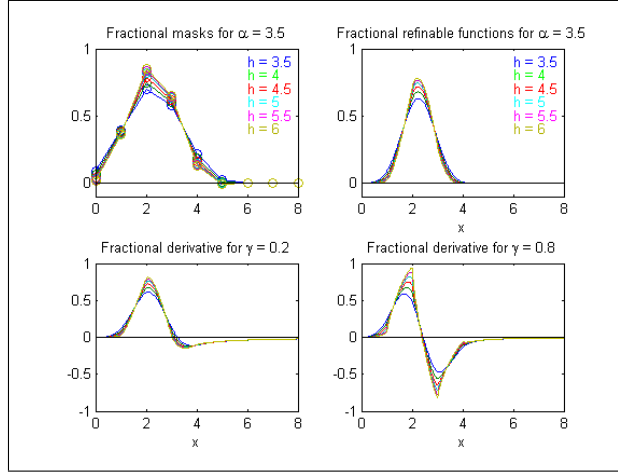 Fractional masks for α = 3.5
1
0.5
0
0 2 4 6 8
h = 3.5
h = 4
h = 4.5
h = 5
h = 5.5
h = 6
Fractional refinable functions for α = 3.5
1
0.5
0
0 2 4 6 8
x
h = 3.5
h = 4
h = 4.5
h = 5
h = 5.5
h = 6
Fractional derivative for γ = 0.2
1
0.5
0
-0.5
-1
0 2 4 6 8
x
Fractional derivative for γ = 0.8
1
0.5
0
-0.5
-1
0 2 4 6 8
x